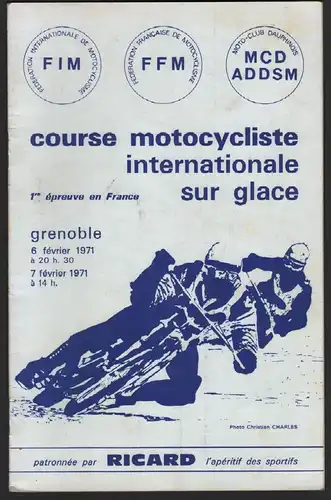 FÉDÉRATION INTERNATIONALE DE MOTOCYCLISME
FIM
FÉDÉRATION FRANÇAISE DE MOTOCYCLISME
FFM
MOTO-CLUB DAUPHINOIS
MCD
ADDSM
course motocycliste
internationale
1re épreuve en France
sur glace
grenoble
6 février 1971
à 20 h. 30
7 février 1971
à 14 h.
Photo Christian CHARLES
patronnée par RICARD l'apéritif des sportifs